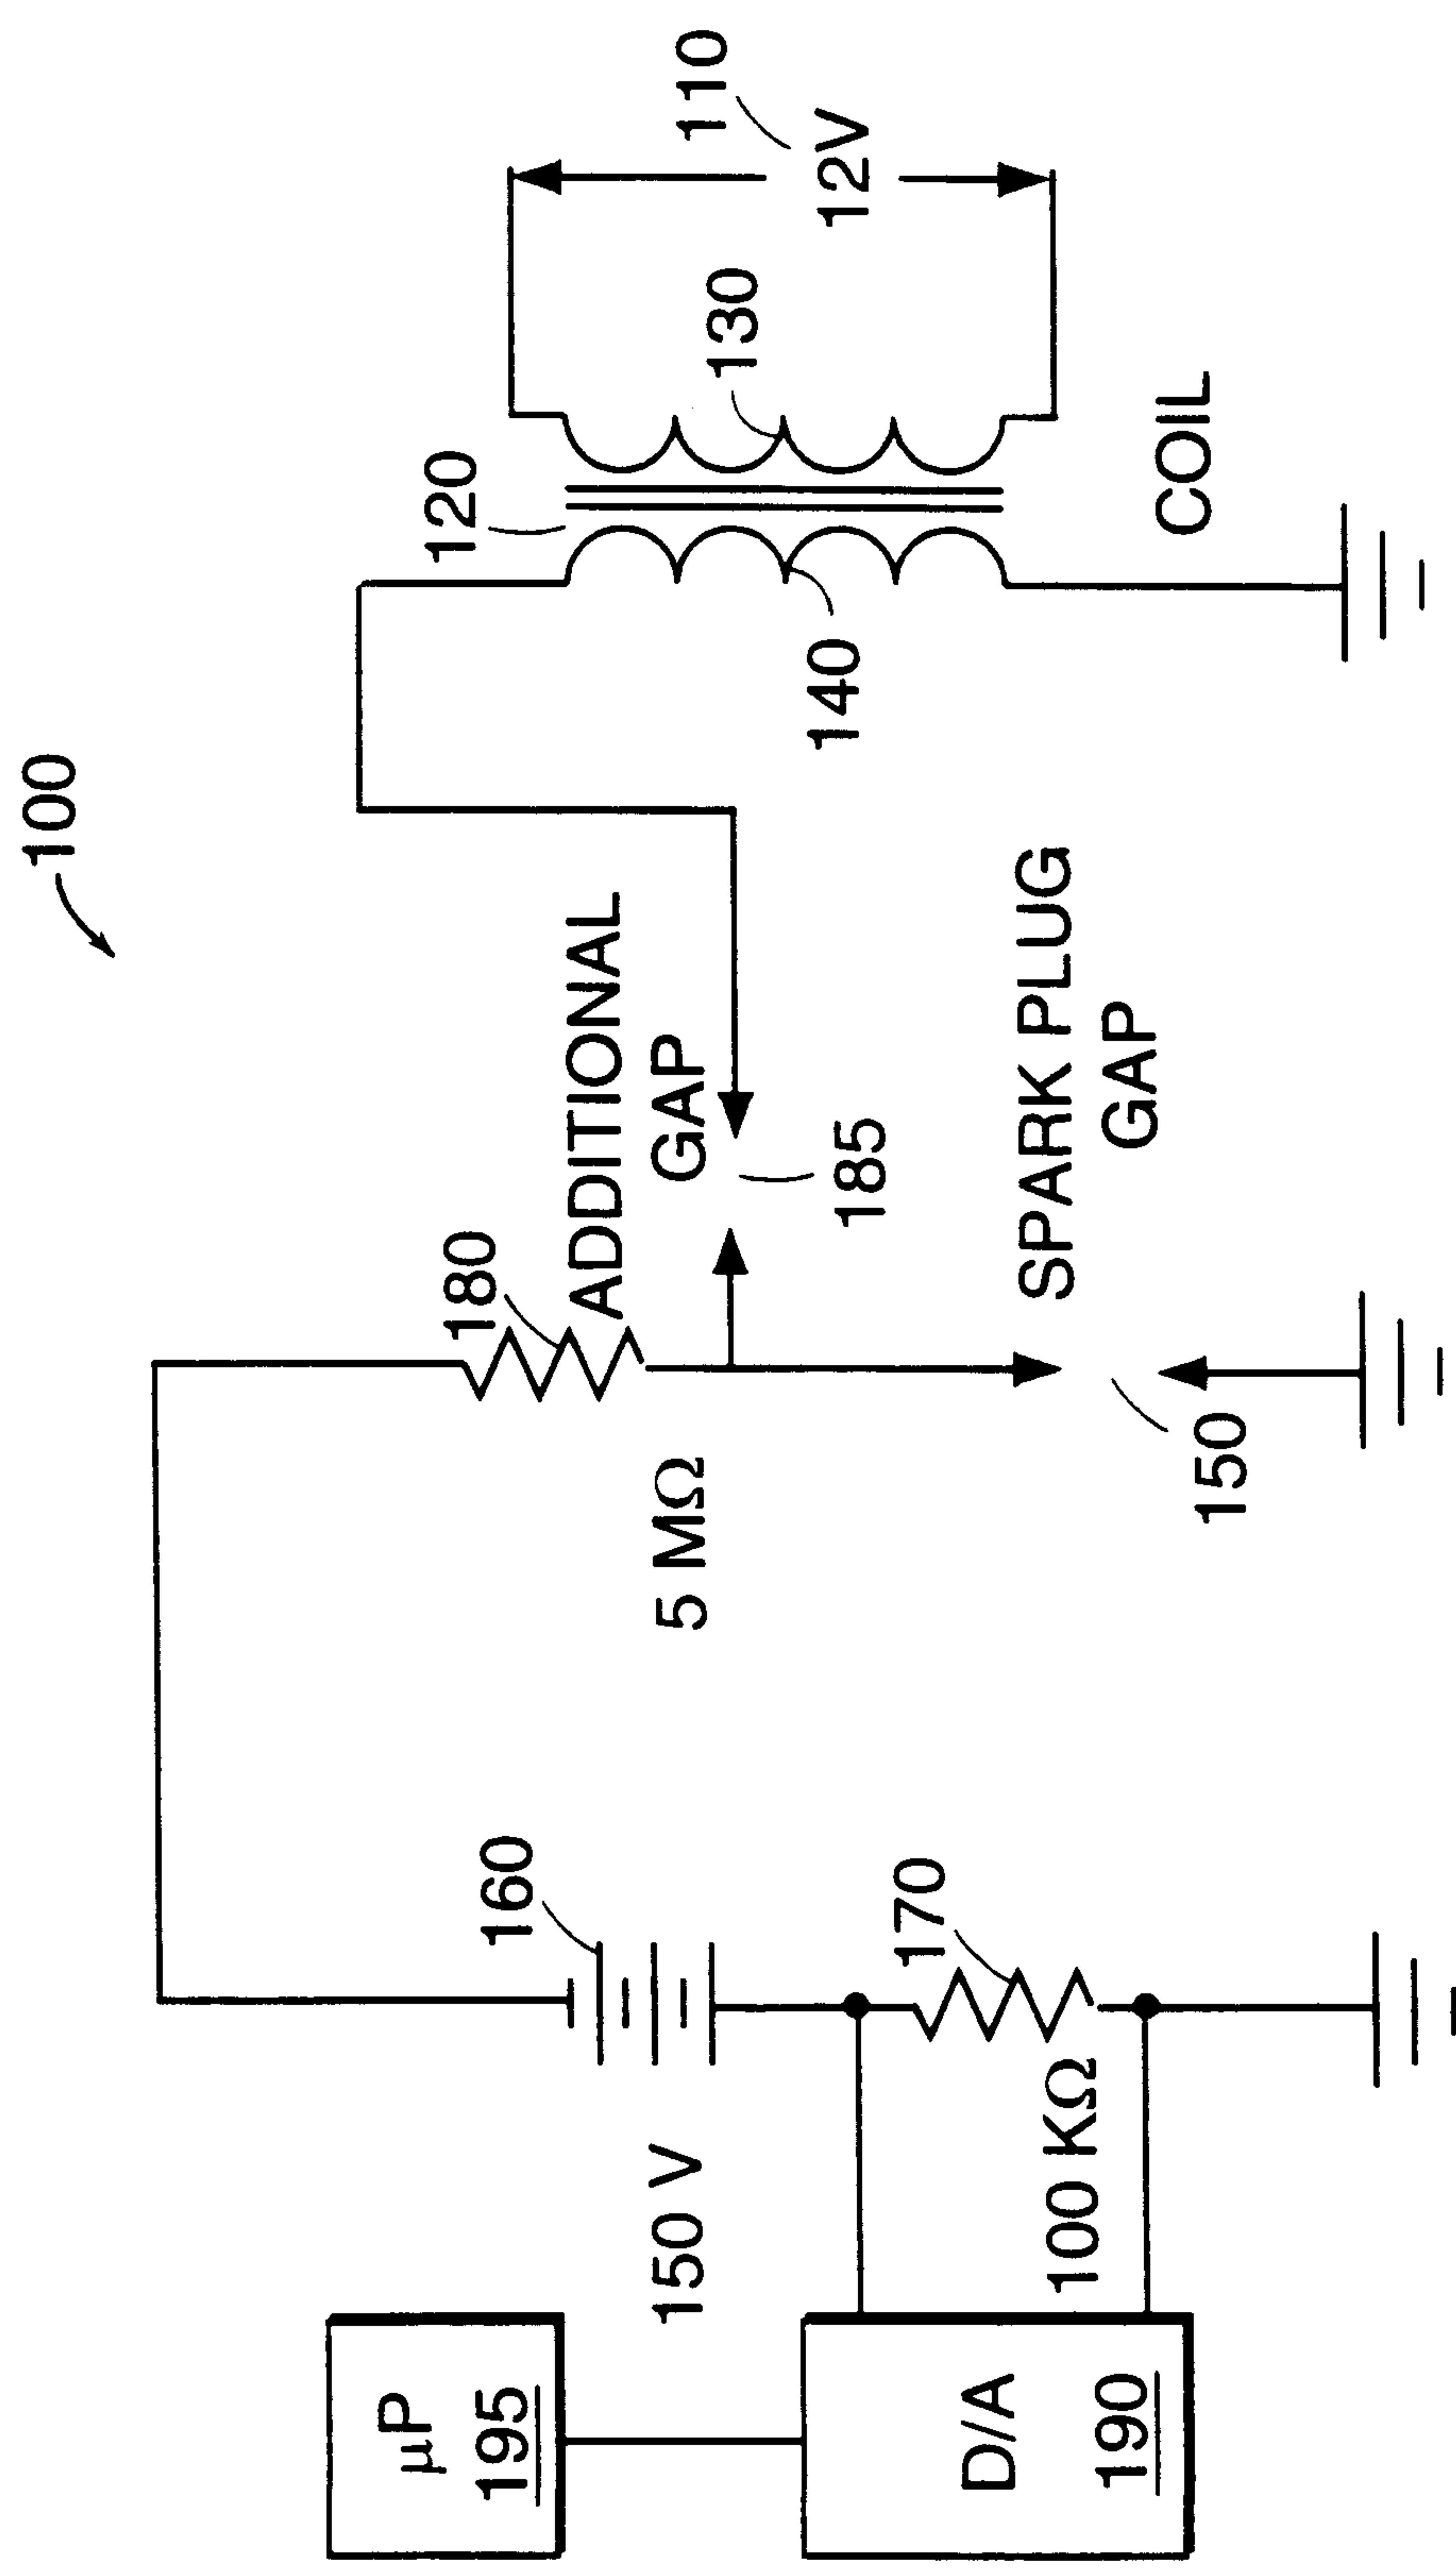 100
120
130
110
12V
140
COIL
180
ADDITIONAL
GAP
185
5 MΩ
SPARK PLUG
GAP
150
160
150 V
170
100 KΩ
µP
195
D/A
190